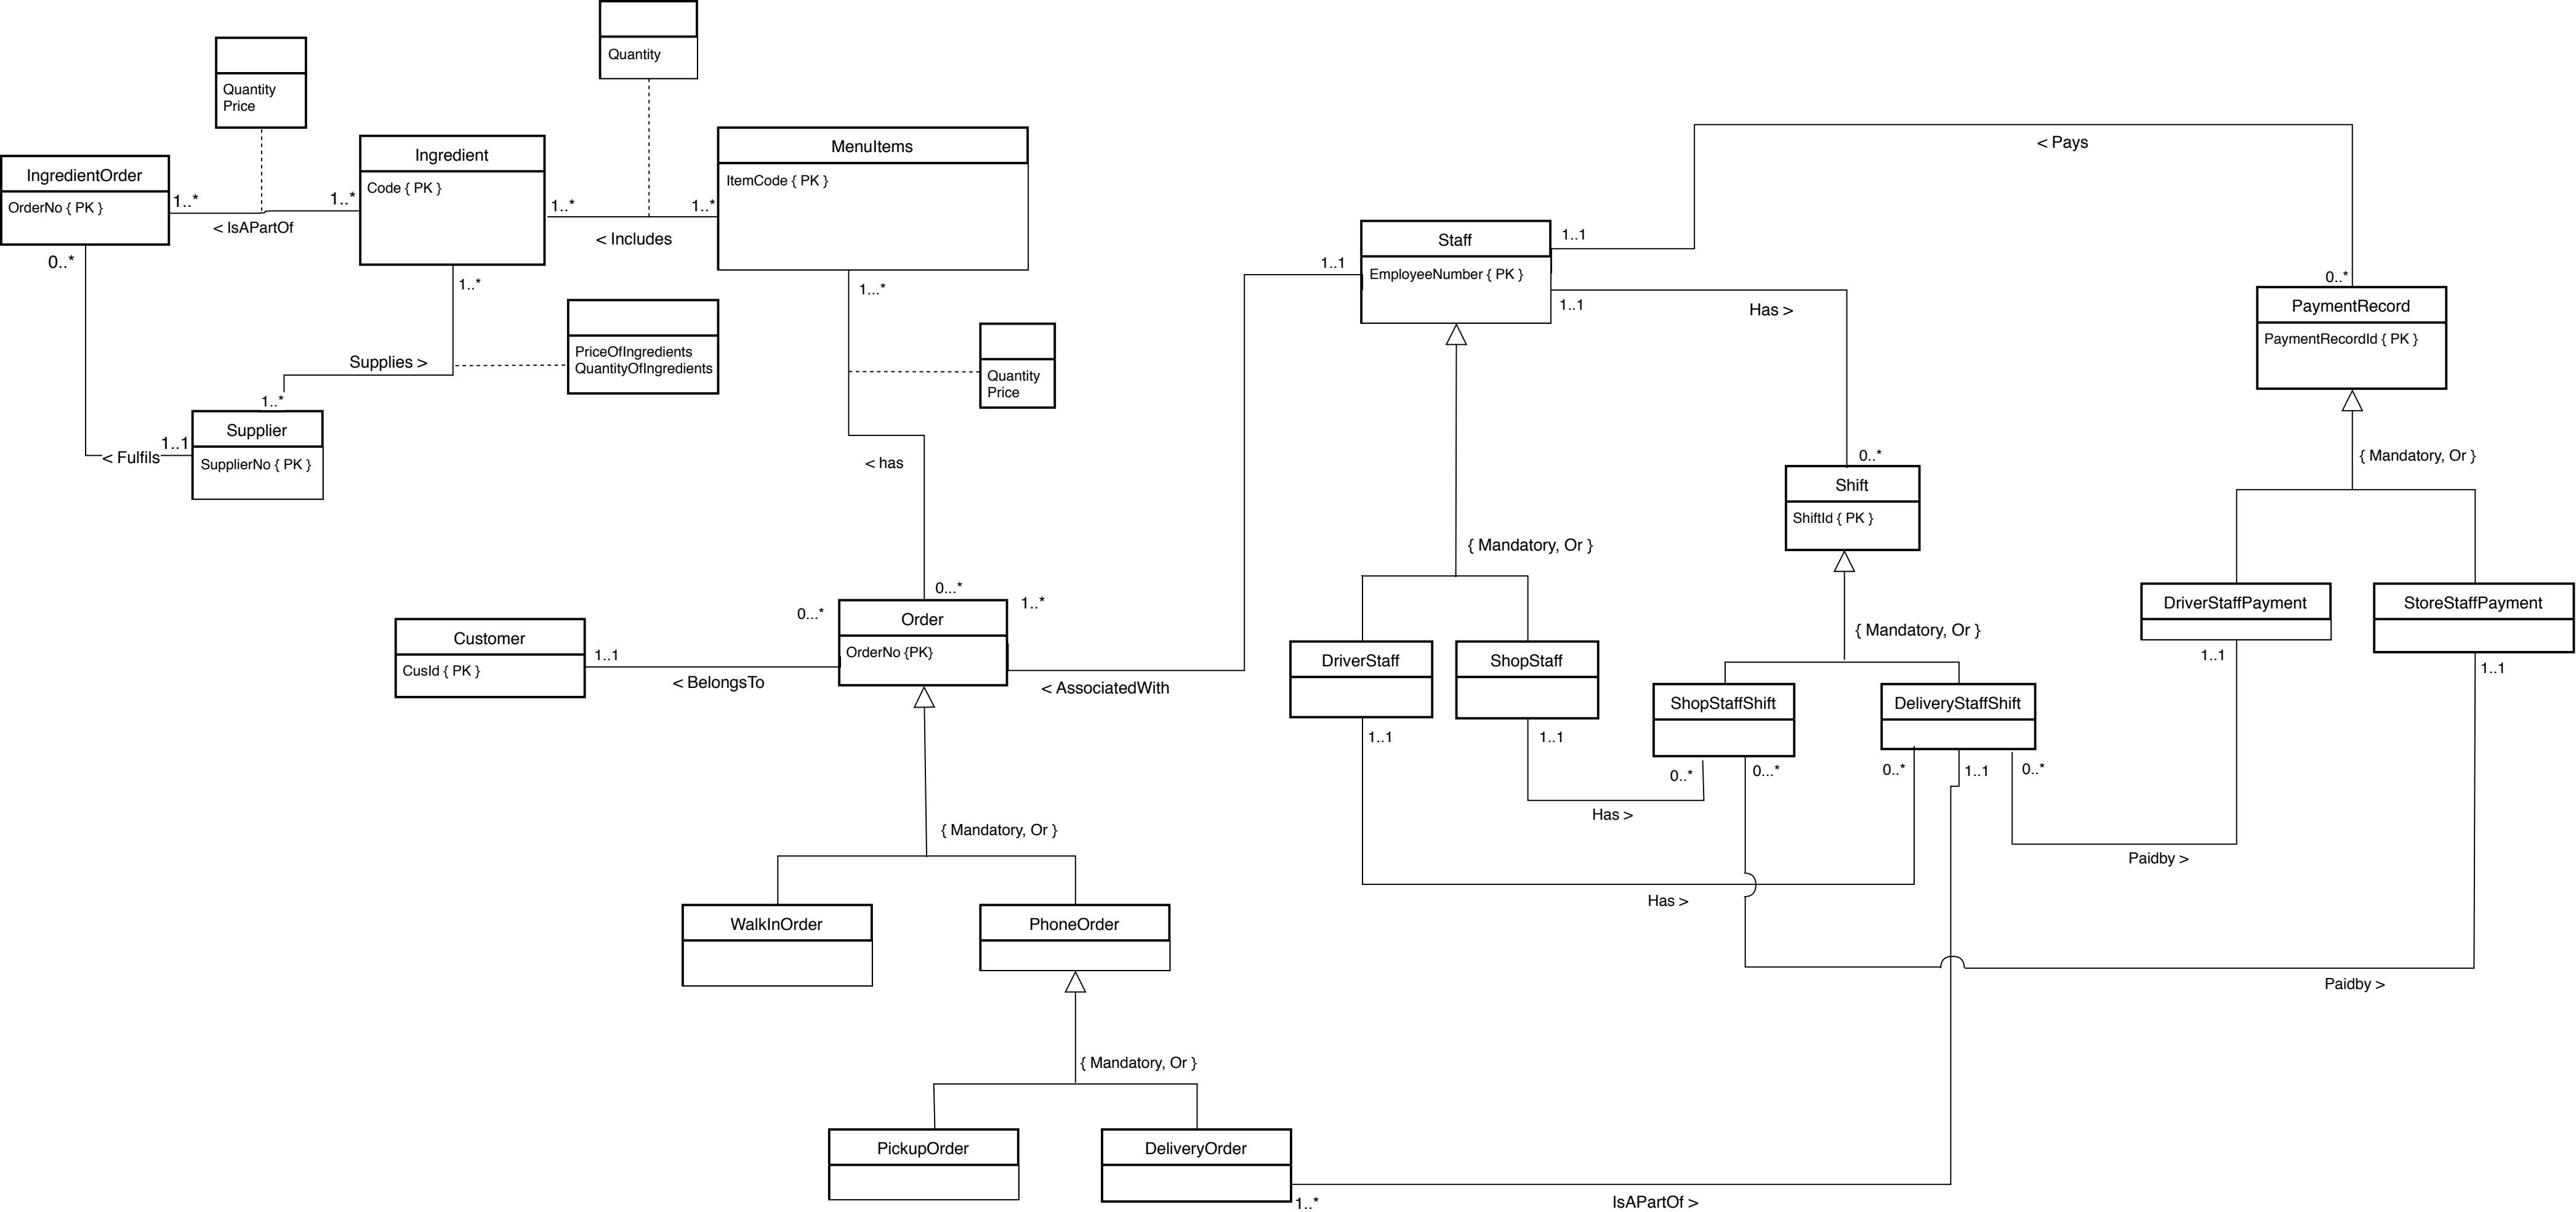 Quantity
Quantity
Price
IngredientOrder
OrderNo { PK }
1..*
1..*
< IsAPartOf
Ingredient
Code { PK }
1..*
1..*
< Includes
MenuItems
ItemCode { PK }
0..*
1..*
Supplies >
PriceOfIngredients
QuantityOfIngredients
1..*
1..1
< Fulfils
Supplier
SupplierNo { PK }
1...*
Quantity
Price
< has
0...*
Customer
CusId { PK }
1..1
< BelongsTo
0...*
Order
OrderNo {PK}
1..*
< AssociatedWith
1..1
{ Mandatory, Or }
WalkInOrder
PhoneOrder
{ Mandatory, Or }
PickupOrder
DeliveryOrder
1..*
IsAPartOf >
Staff
EmployeeNumber { PK }
1..1
1..1
< Pays
Has >
0..*
PaymentRecord
PaymentRecordId { PK }
{ Mandatory, Or }
0..*
Shift
ShiftId { PK }
{ Mandatory, Or }
DriverStaff
ShopStaff
1..1
1..1
{ Mandatory, Or }
ShopStaffShift
DeliveryStaffShift
0..*
0...*
0..*
1..1
0..*
Has >
Has >
DriverStaffPayment
StoreStaffPayment
1..1
1..1
Paidby >
Paidby >